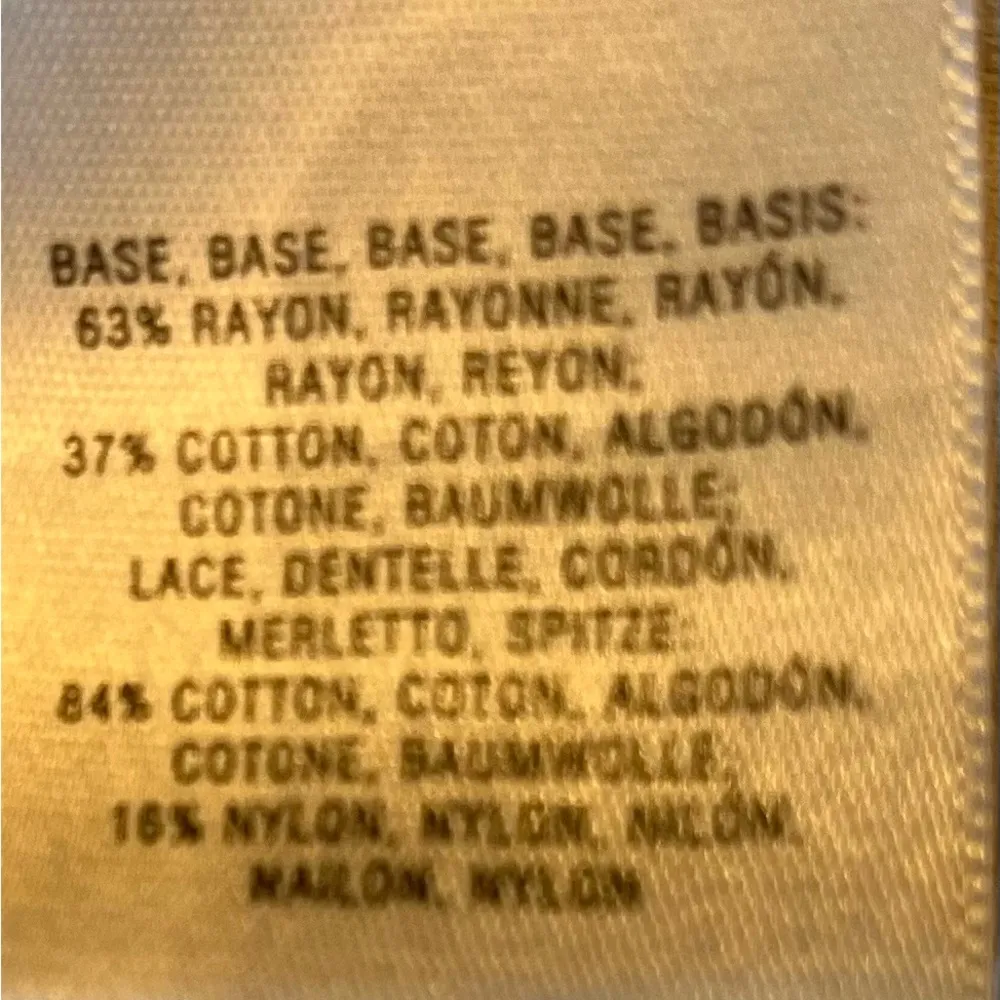 BASE, BASE, BASE, BASE, BASIS:
63% RAYON, RAYONNE, RAYÓN,
RAYON, REYON;
37% COTTON, COTON, ALGODÓN,
COTONE, BAUMWOLLE;
LACE, DENTELLE, CORDÓN,
MERLETTO, SPITZE:
84% COTTON, COTON, ALGODÓN,
COTONE, BAUMWOLLE;
16% NYLON, NYLON, NILÓN,
NAILON, NYLON